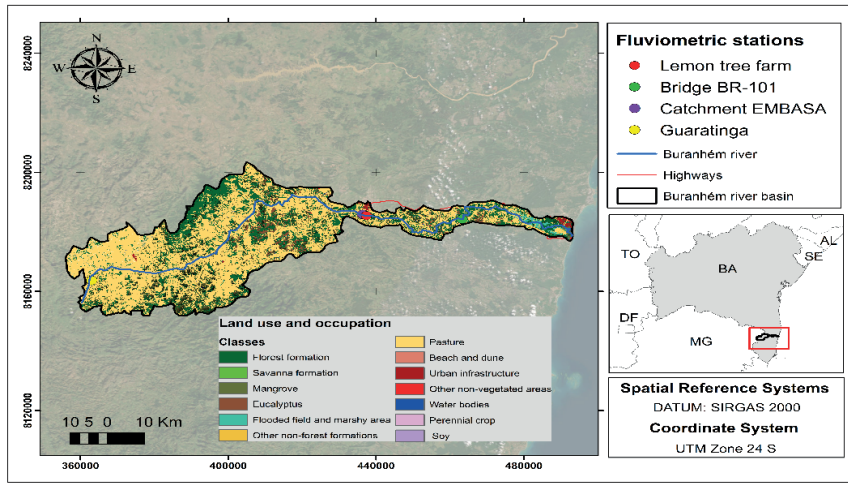 N
W E
S
8240000
8200000
8160000
8120000
360000 400000 440000 480000
10 5 0 10 Km
Land use and occupation
Classes
Florest formation
Savanna formation
Mangrove
Eucalyptus
Flooded field and marshy area
Other non-forest formations
Pasture
Beach and dune
Urban infrastructure
Other non-vegetated areas
Water bodies
Perennial crop
Soy
Fluviometric stations
Lemon tree farm
Bridge BR-101
Catchment EMBASA
Guaratinga
Buranhém river
Highways
Buranhém river basin
TO
BA
AL
SE
DF
MG
Spatial Reference Systems
DATUM: SIRGAS 2000
Coordinate System
UTM Zone 24 S